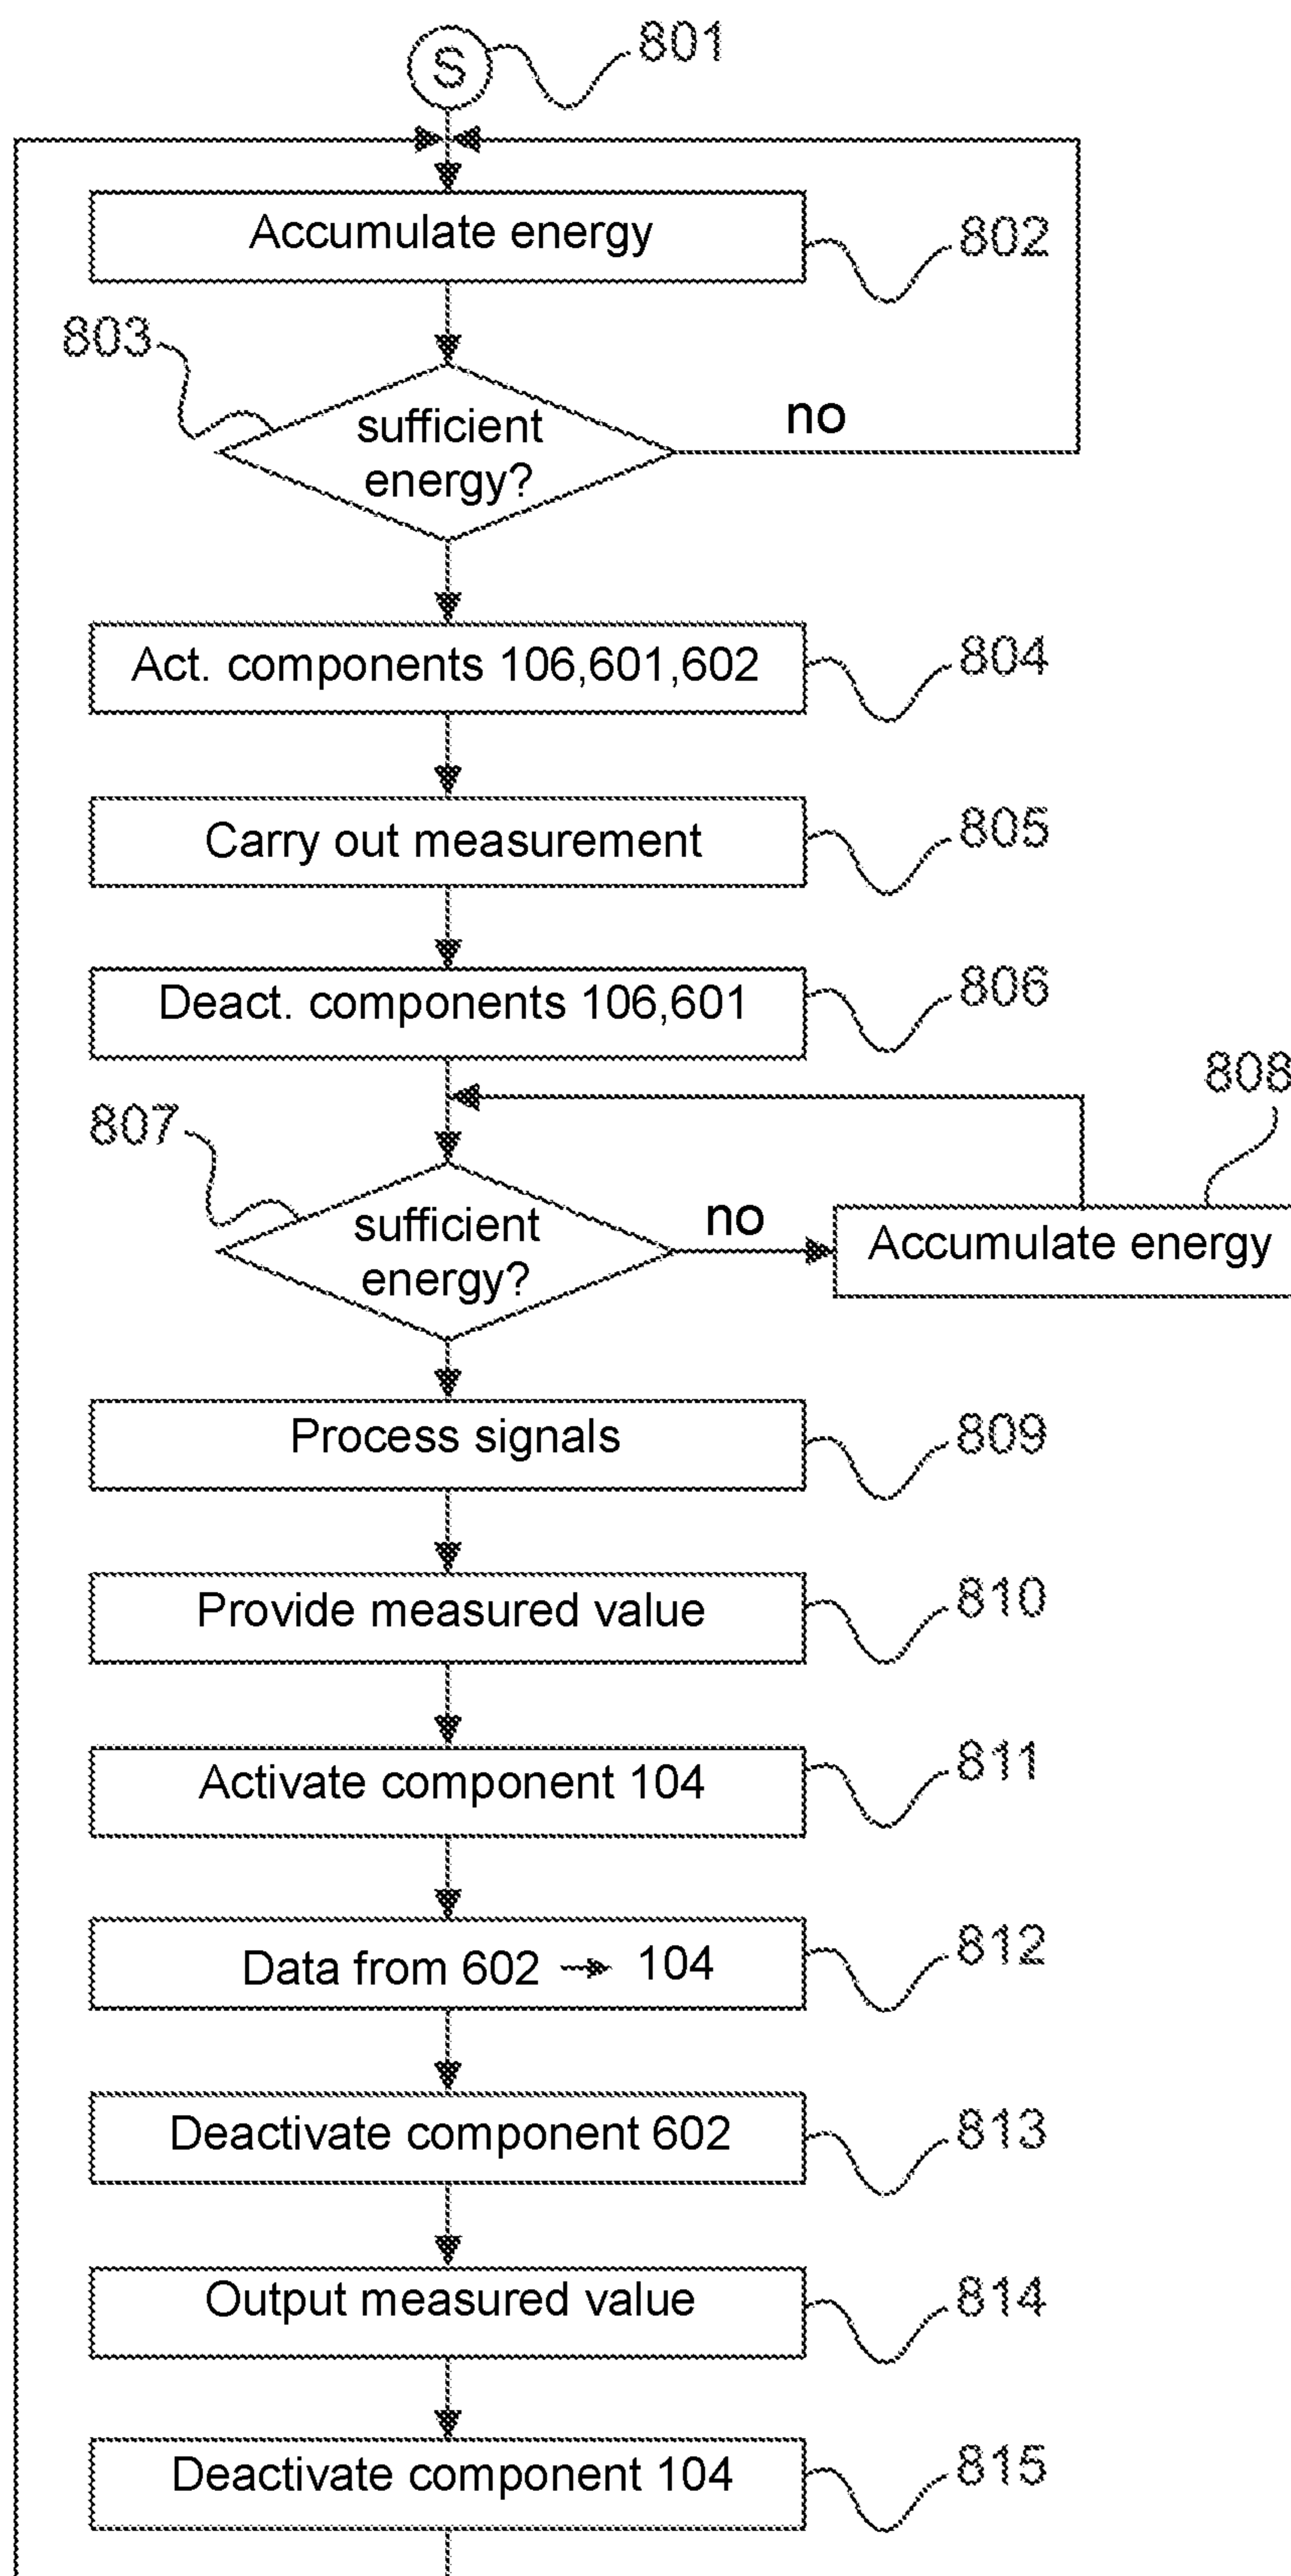 S
801
Accumulate energy
802
803
sufficient
energy?
no
Act. components 106,601,602
804
Carry out measurement
805
Deact. components 106,601
806
808
807
sufficient
energy?
no
Accumulate energy
Process signals
809
Provide measured value
810
Activate component 104
811
Data from 602 → 104
812
Deactivate component 602
813
Output measured value
814
Deactivate component 104
815